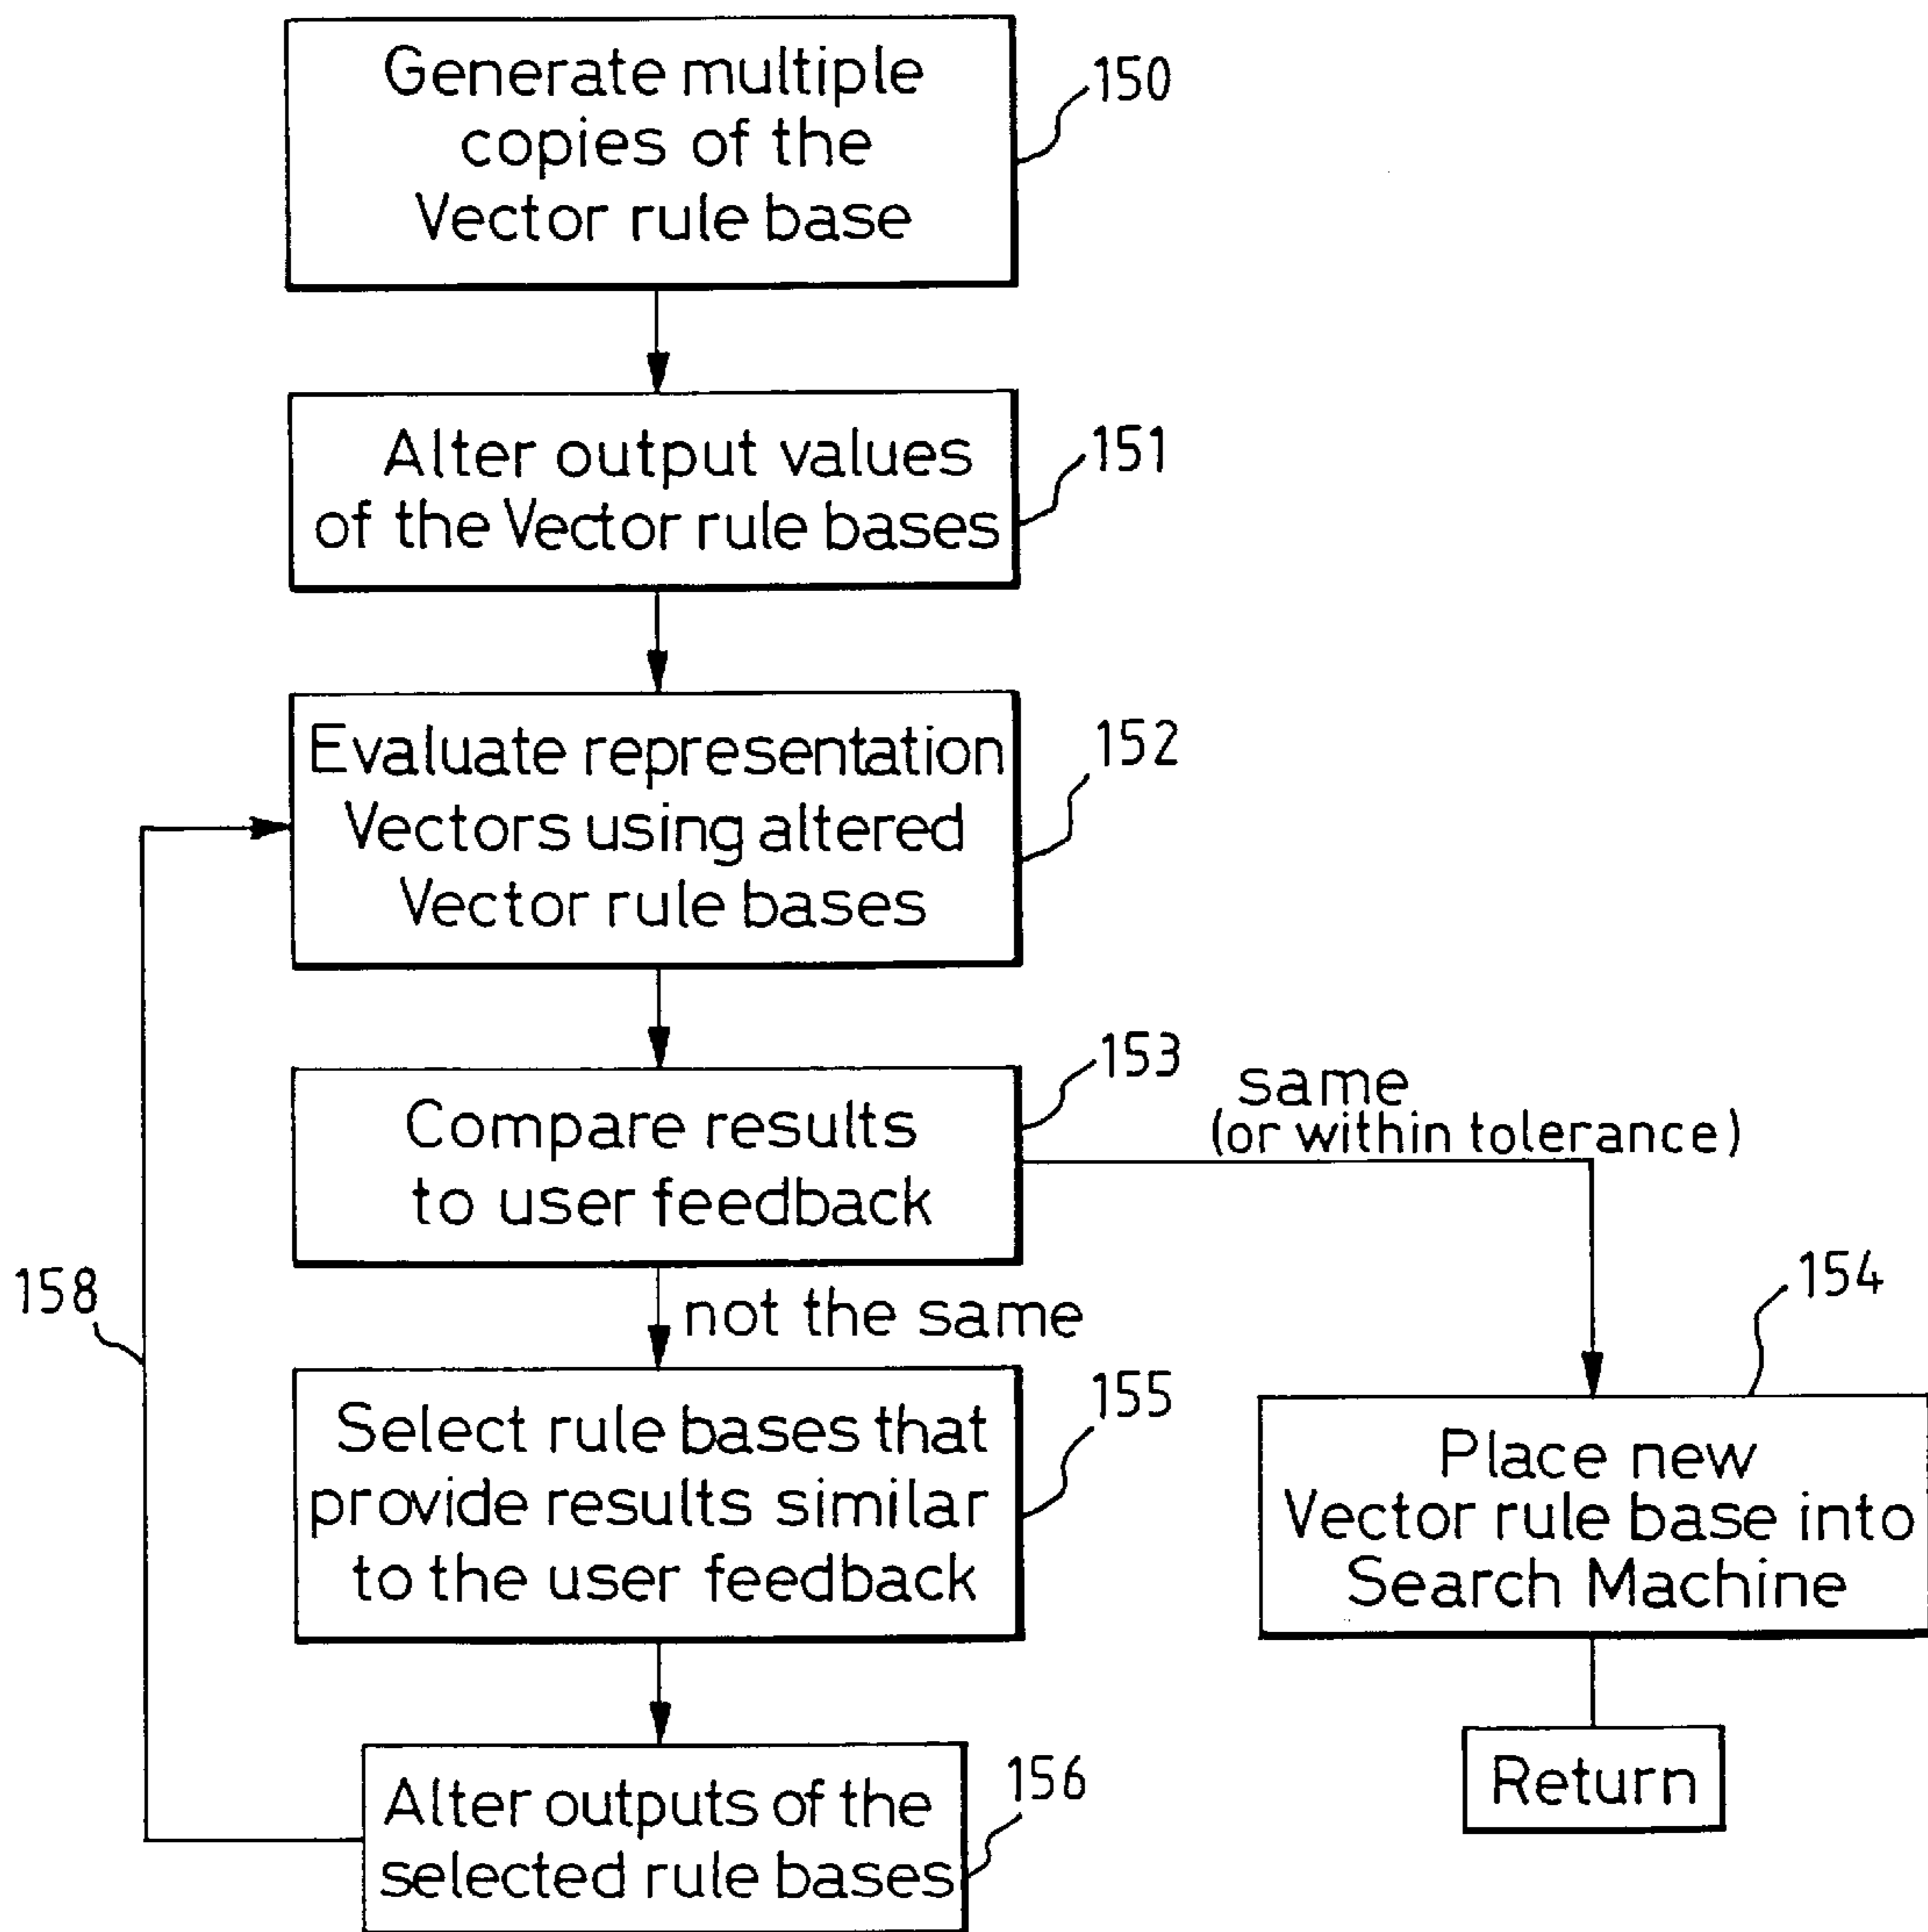 Generate multiple
copies of the
Vector rule base
150
Alter output values
of the Vector rule bases
151
Evaluate representation
Vectors using altered
Vector rule bases
152
Compare results
to user feedback
153
same
(or within tolerance)
not the same
158
154
Select rule bases that
provide results similar
to the user feedback
155
Place new
Vector rule base into
Search Machine
Return
Alter outputs of the
selected rule bases
156